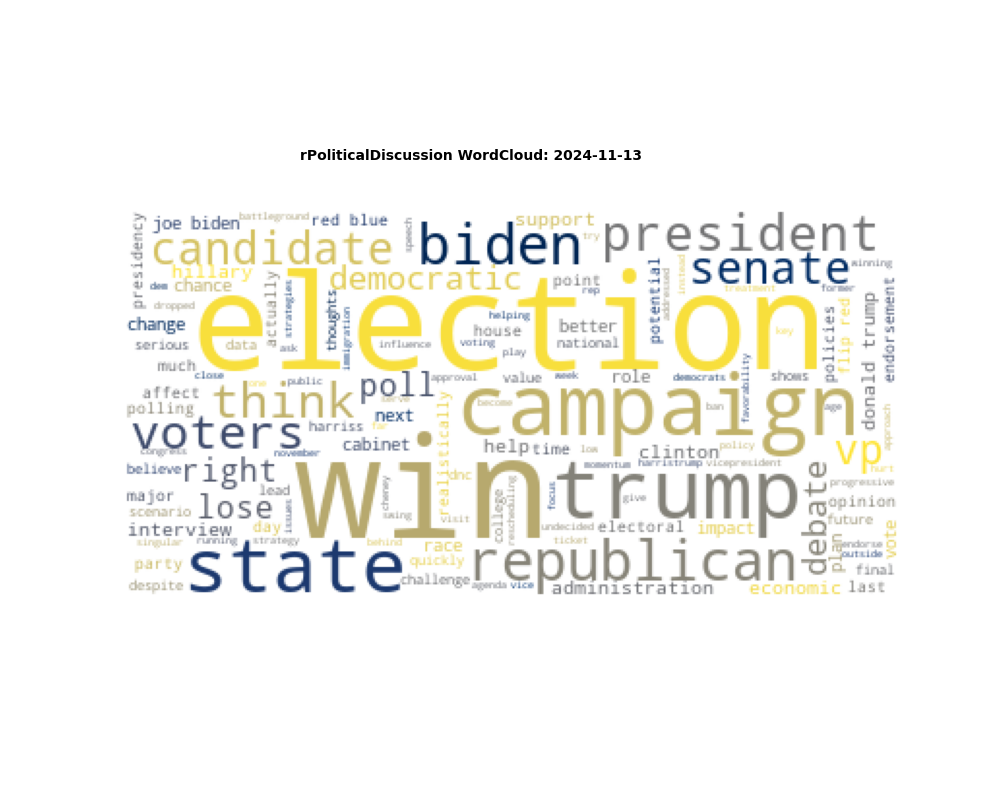 rPoliticalDiscussion WordCloud: 2024-11-13
presidency
joe biden
battleground
red blue
speech
support
try
president
candidate
biden
senate
winning
hillary
democratic
point
rep
potential
addressed
instead
treatment
former
dem
chance
dropped
actually
strategies
election
thoughts
immigration
helping
house
voting
play
better
national
key
policies
flip red
donald trump
endorsement
change
serious
data
ask
influence
much
close
one
public
poll
approval
value
week
role
democrats
favorability
shows
affect
polling
think
serve
next
far
realistically
become
campaign
ban
age
approach
voters
harriss
cabinet
november
congress
help
time
low
clinton
policy
vp
hurt
believe
right
lead
win
cheney
dnc
momentum
harristrump
vicepresident
progressive
major
scenario
lose
issues
swing
visit
college
rescheduling
focus
trump
give
debate
opinion
future
vote
interview
day
undecided
electoral
impact
singular
running
strategy
behind
race
ticket
plan
endorse
outside
party
state
quickly
republican
final
despite
challenge
agenda
vice
administration
economic
last